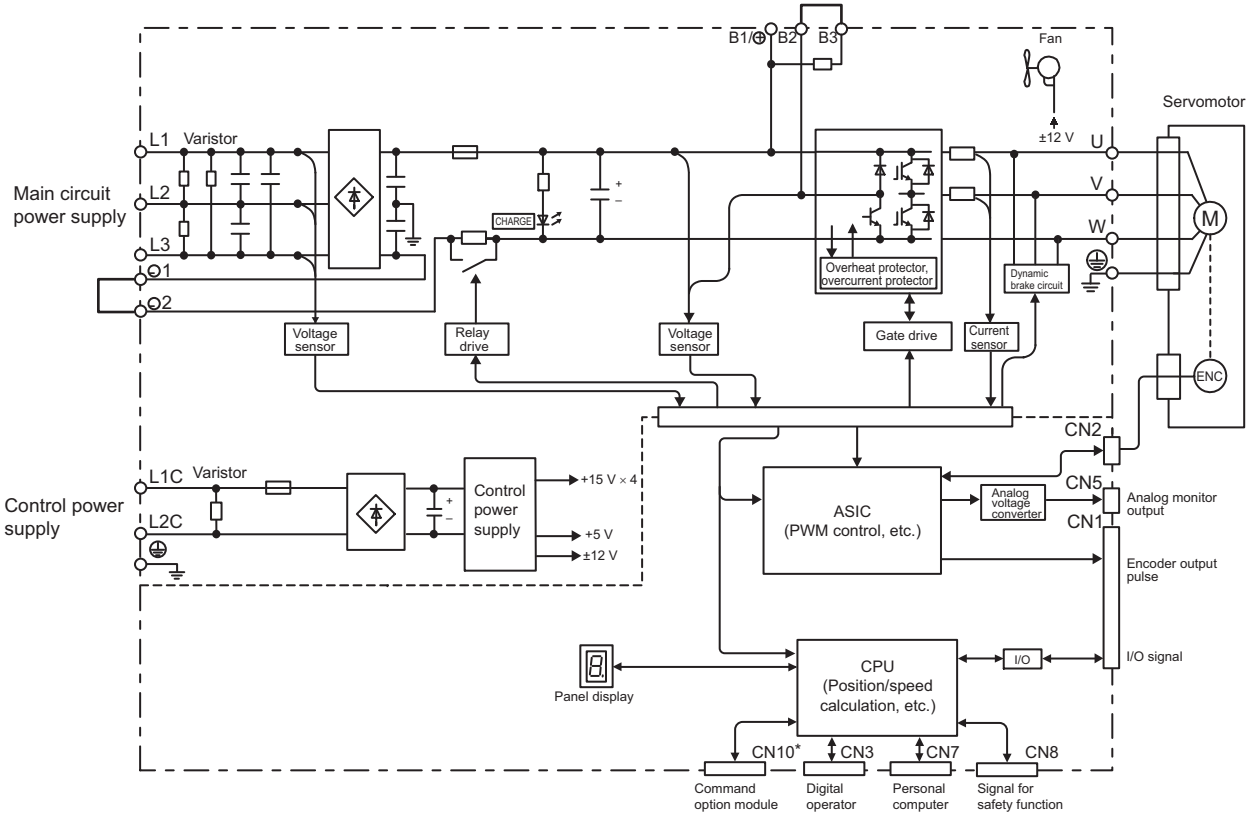 B1/⊕ B2 B3
Fan
±12 V
Servomotor
Main circuit
power supply
L1 Varistor
L2
L3
⊖1
⊖2
CHARGE
+
–
Overheat protector,
overcurrent protector
U
V
W
M
ENC
Dynamic
brake circuit
Voltage
sensor
Relay
drive
Voltage
sensor
Gate drive
Current
sensor
Control power
supply
L1C Varistor
L2C
+
–
Control
power
supply
+15 V × 4
+5 V
±12 V
ASIC
(PWM control, etc.)
Analog
voltage
converter
CN2
CN5
Analog monitor
output
CN1
Encoder output
pulse
I/O
I/O signal
8.
Panel display
CPU
(Position/speed
calculation, etc.)
CN10* CN3 CN7 CN8
Command
option module
Digital
operator
Personal
computer
Signal for
safety function